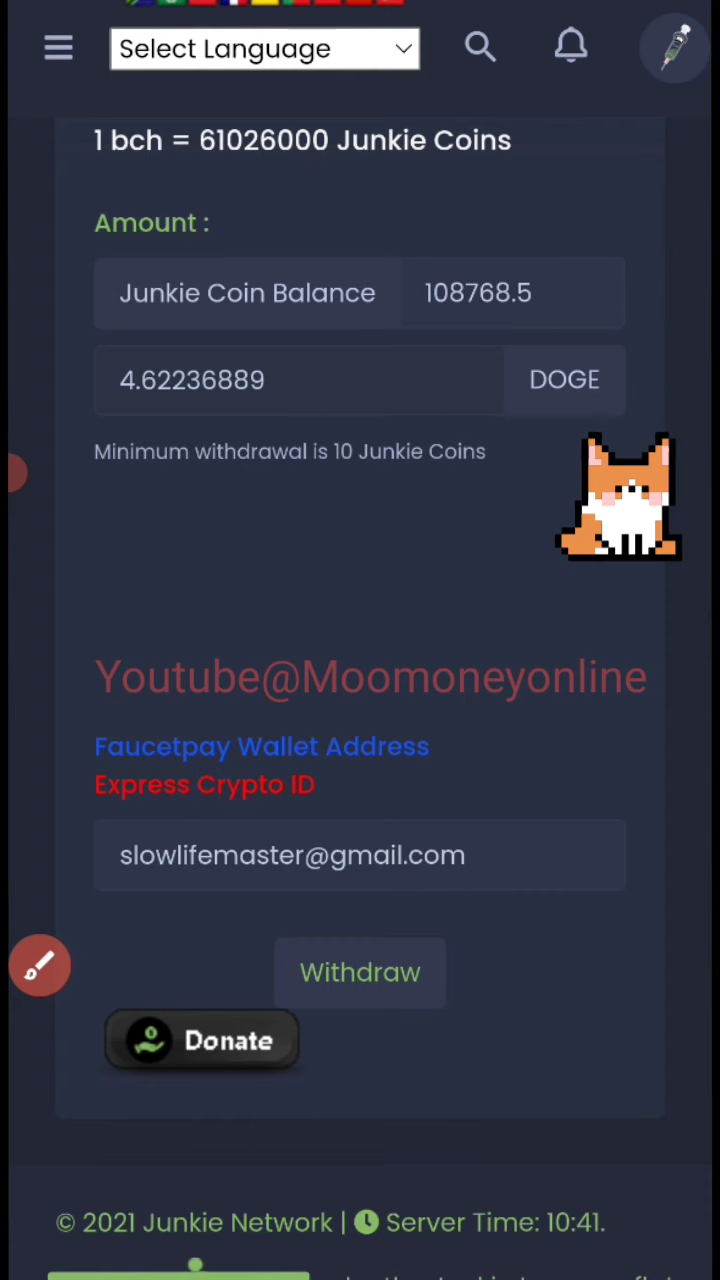 Select Language
1 bch = 61026000 Junkie Coins
Amount :
Junkie Coin Balance 108768.5
4.62236889 DOGE
Minimum withdrawal is 10 Junkie Coins
Youtube@Moomoneyonline
Faucetpay Wallet Address
Express Crypto ID
slowlifemaster@gmail.com
Withdraw
Donate
© 2021 Junkie Network | Server Time: 10:41.